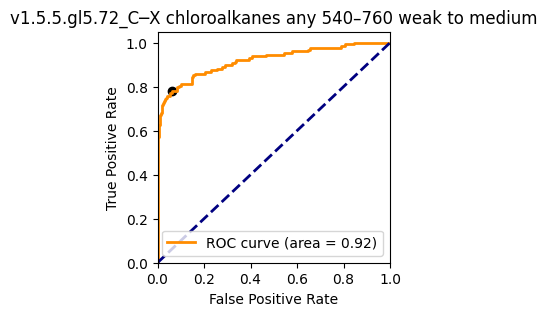 v1.5.5.gl5.72_C─X chloroalkanes any 540–760 weak to medium
1.0
0.8
0.6
0.4
0.2
0.0
True Positive Rate
ROC curve (area = 0.92)
0.0 0.2 0.4 0.6 0.8 1.0
False Positive Rate